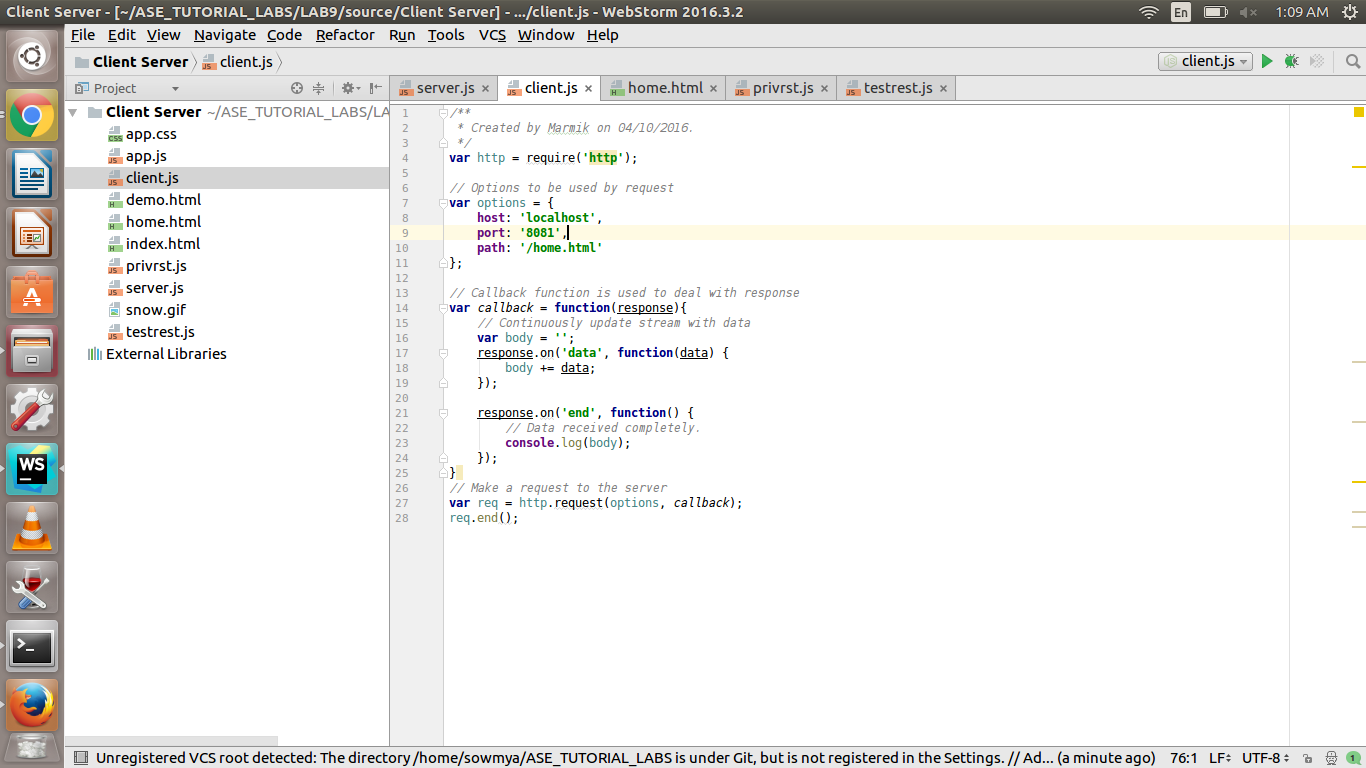 Client Server - [~/ASE_TUTORIAL_LABS/LAB9/source/Client Server] - .../client.js - WebStorm 2016.3.2
En
1:09 AM
File Edit View Navigate Code Refactor Run Tools VCS Window Help
Client Server client.js
client.js
Project
server.js client.js home.html privrst.js testrest.js
Client Server ~/ASE_TUTORIAL_LABS/LA
app.css
app.js
client.js
demo.html
home.html
index.html
privrst.js
server.js
snow.gif
testrest.js
External Libraries
1 /**
2 * Created by Marmik on 04/10/2016.
3 */
4 var http = require('http');
5
6 // Options to be used by request
7 var options = {
8 host: 'localhost',
9 port: '8081',
10 path: '/home.html'
11 };
12
13 // Callback function is used to deal with response
14 var callback = function(response){
15 // Continuously update stream with data
16 var body = '';
17 response.on('data', function(data) {
18 body += data;
19 });
20
21 response.on('end', function() {
22 // Data received completely.
23 console.log(body);
24 });
25 }
26 // Make a request to the server
27 var req = http.request(options, callback);
28 req.end();
WS
Unregistered VCS root detected: The directory /home/sowmya/ASE_TUTORIAL_LABS is under Git, but is not registered in the Settings. // Ad... (a minute ago) 76:1 LF UTF-8 1